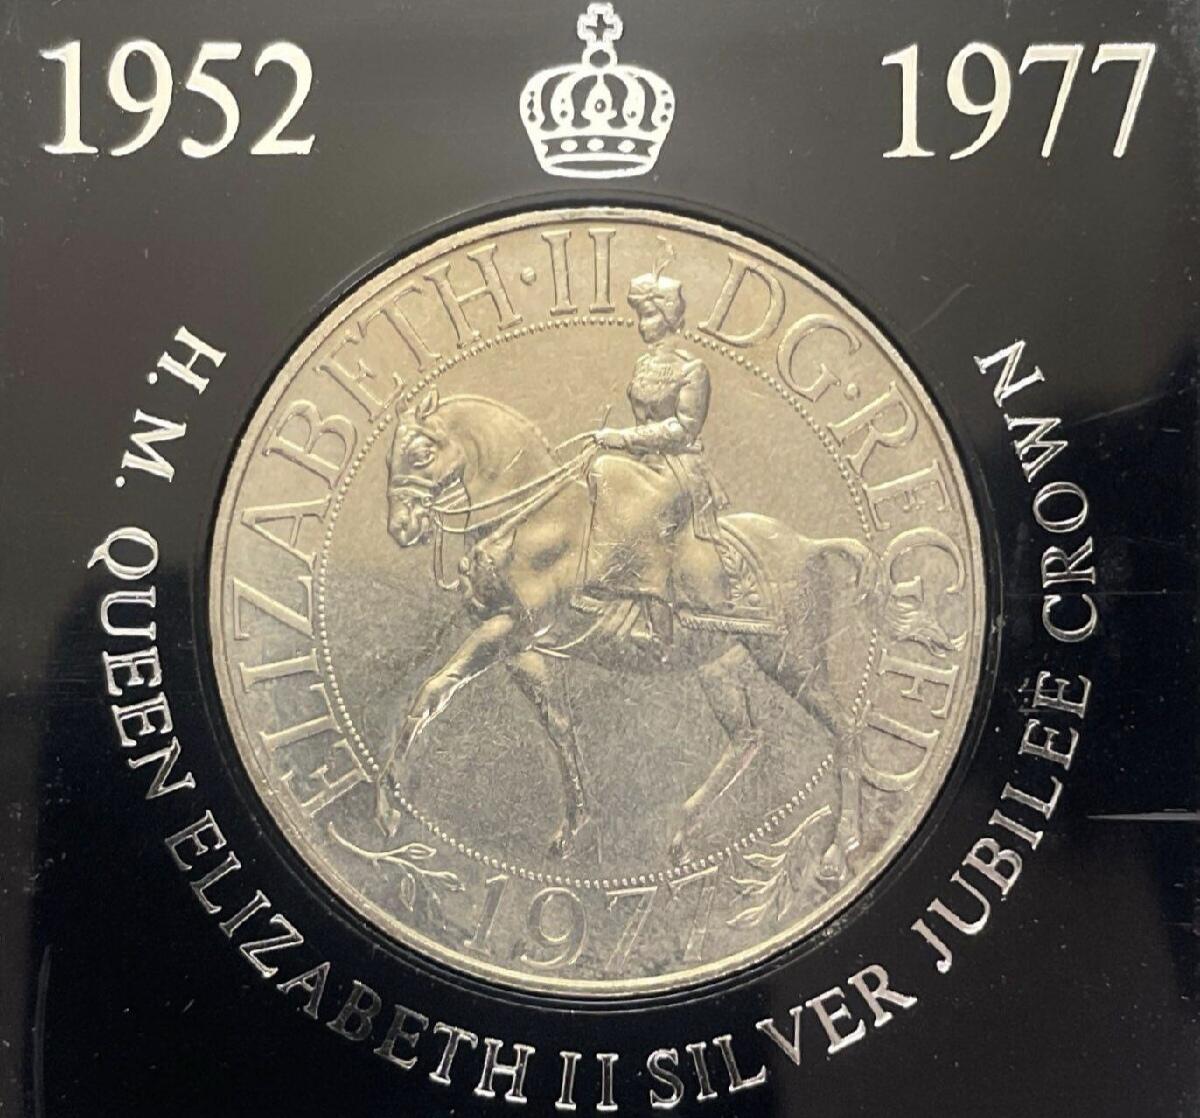 1952
1977
ELIZABETH·II DG·REG FD
1977
H.M. QUEEN ELIZABETH II SILVER JUBILEE CROWN